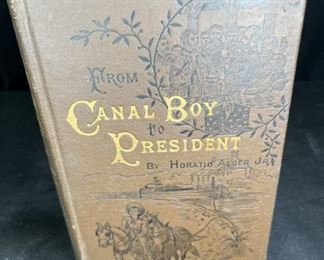 FROM
CANAL BOY
to
PRESIDENT
BY HORATIO ALGER JR.